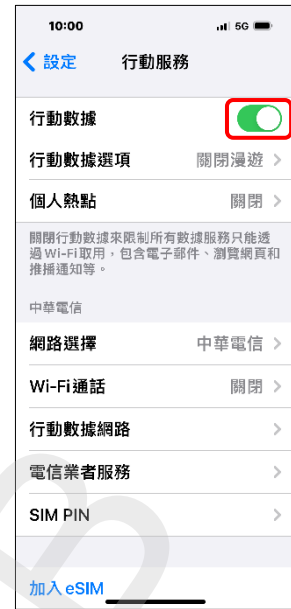 10:00 5G
設定 行動服務
行動數據
行動數據選項 關閉漫遊
個人熱點 關閉
關閉行動數據來限制所有數據服務只能透
過 Wi-Fi 取用，包含電子郵件、瀏覽網頁和
推播通知等。
中華電信
網路選擇 中華電信
Wi-Fi通話 關閉
行動數據網路
電信業者服務
SIM PIN
加入 eSIM